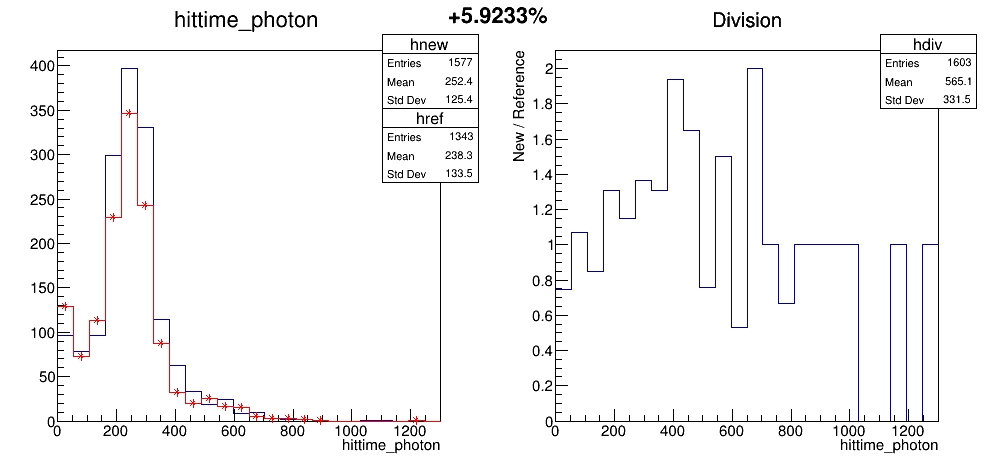 +5.9233%
hittime_photon
hnew
Entries 1577
Mean 252.4
Std Dev 125.4
href
Entries 1343
Mean 238.3
Std Dev 133.5
400
350
300
250
200
150
100
50
0
0 200 400 600 800 1000 1200
hittime_photon
Division
hdiv
Entries 1603
Mean 565.1
Std Dev 331.5
New / Reference
2
1.8
1.6
1.4
1.2
1
0.8
0.6
0.4
0.2
0
0 200 400 600 800 1000 1200
hittime_photon